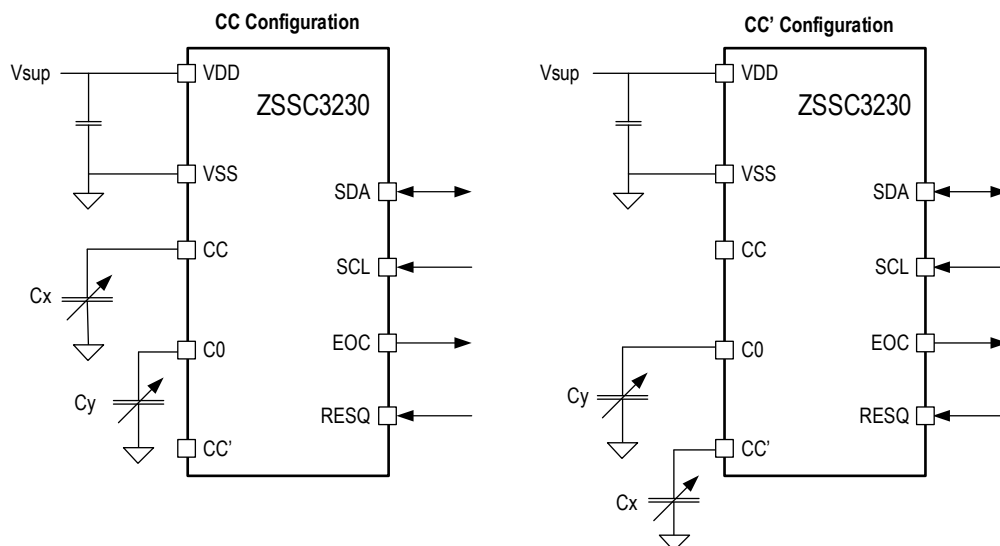 CC Configuration
Vsup
VDD
ZSSC3230
VSS
SDA
CC
SCL
Cx
C0
EOC
Cy
RESQ
CC'
CC’ Configuration
Vsup
VDD
ZSSC3230
VSS
SDA
CC
SCL
C0
EOC
Cy
RESQ
CC'
Cx